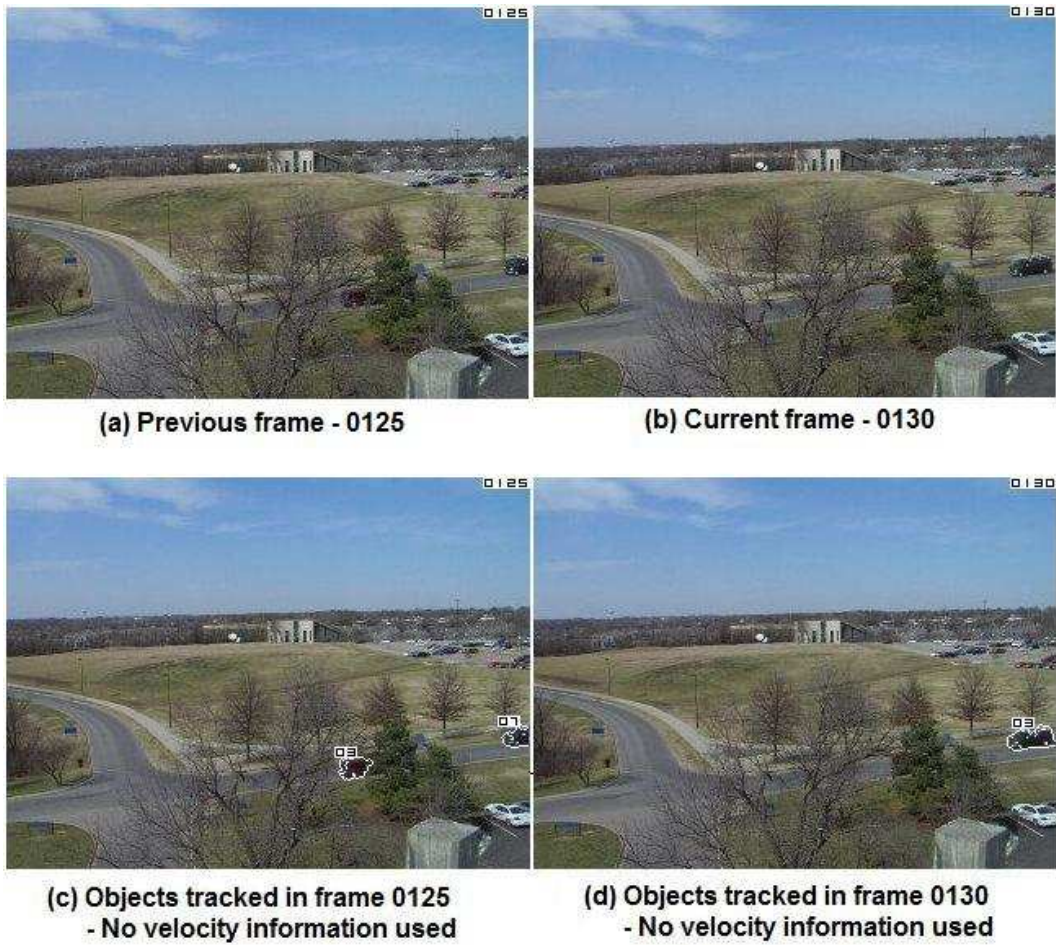 0125
0130
(a) Previous frame - 0125
(b) Current frame - 0130
0125
0130
07
03
03
(c) Objects tracked in frame 0125
- No velocity information used
(d) Objects tracked in frame 0130
- No velocity information used